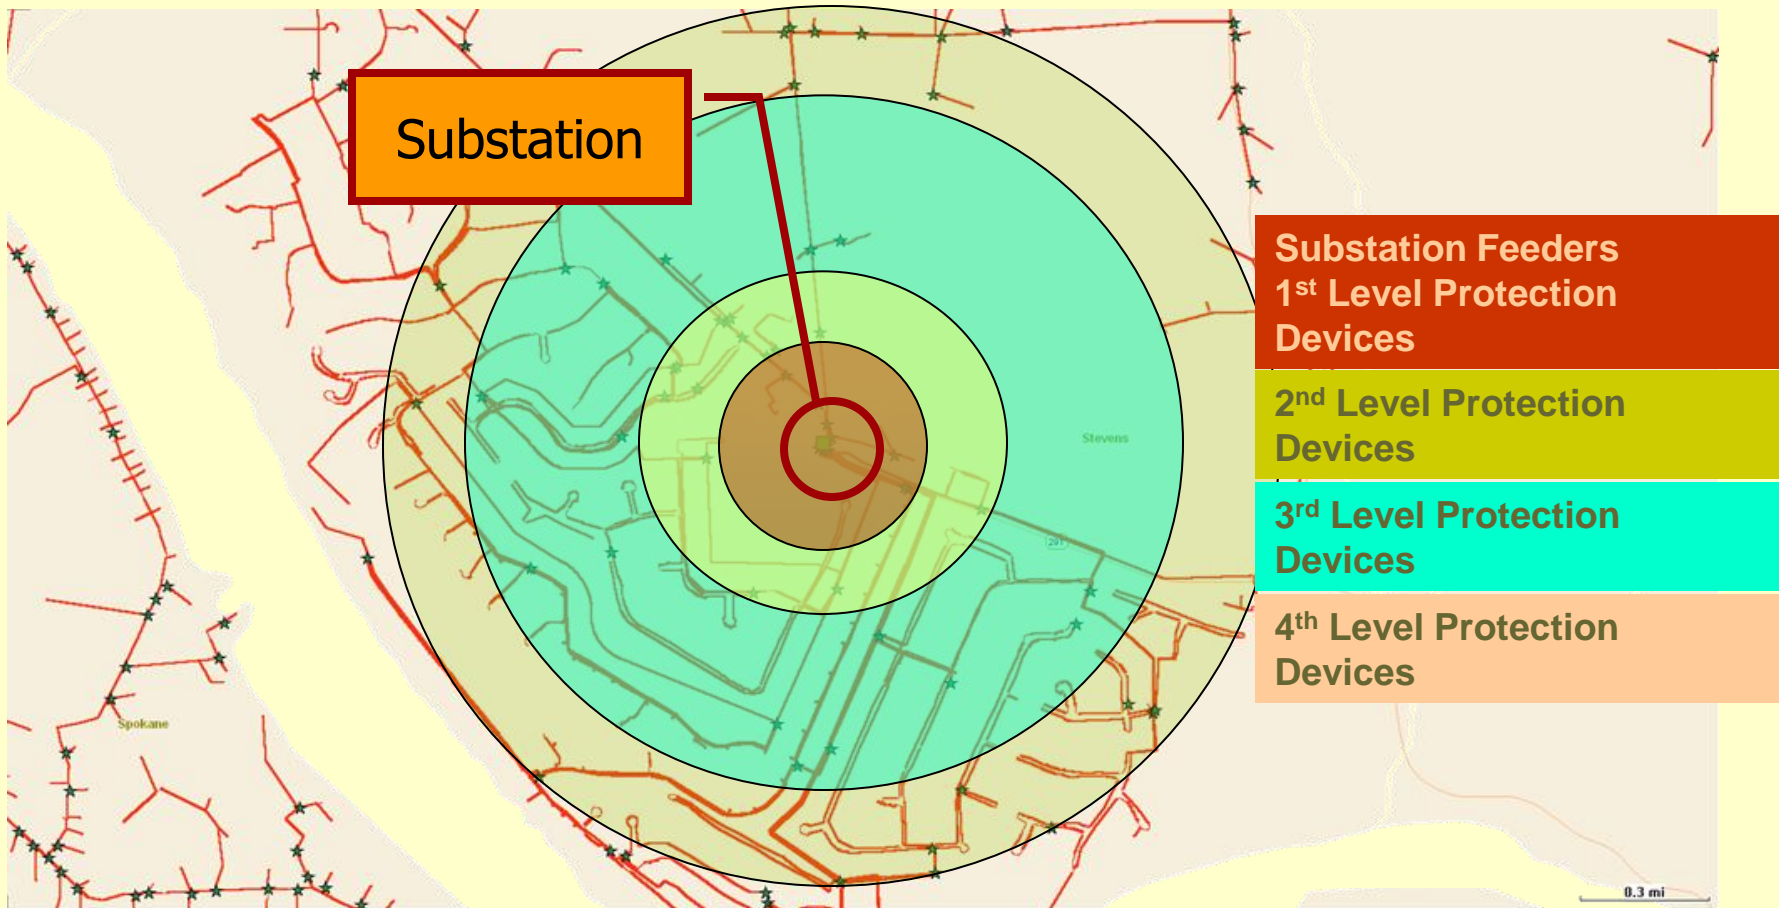 Substation
Substation Feeders
1st Level Protection
Devices
2nd Level Protection
Devices
Stevens
3rd Level Protection
Devices
291
4th Level Protection
Devices
Spokane
0.3 mi